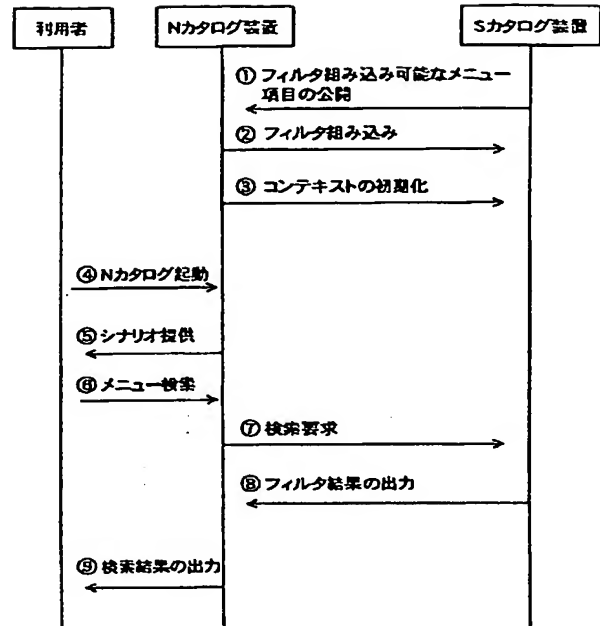 利用者
Nカタログ装置
Sカタログ装置
① フィルタ組み込み可能なメニュー
項目の公開
② フィルタ組み込み
③ コンテキストの初期化
④ Nカタログ起動
⑤ シナリオ提供
⑥ メニュー検索
⑦ 検索要求
⑧ フィルタ結果の出力
⑨ 検索結果の出力